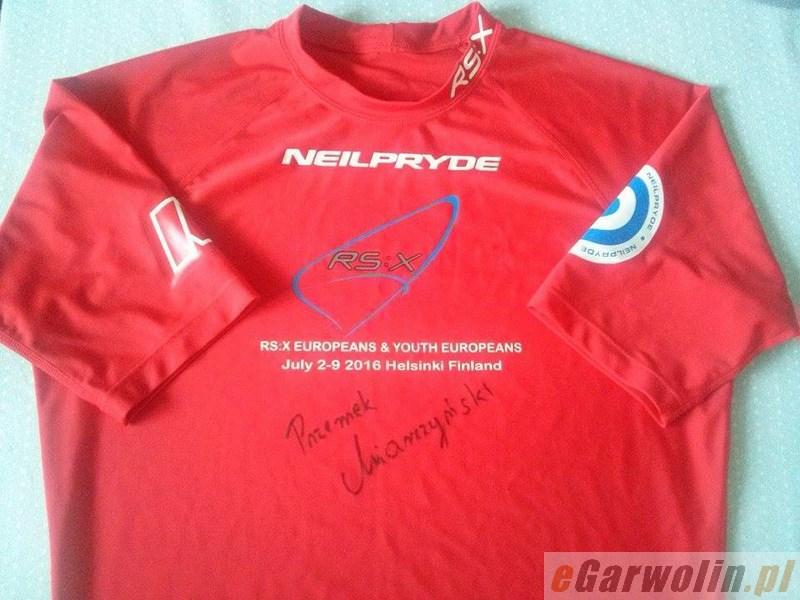 RS:X
NEILPRYDE
NEILPRYDE • NEILPRYDE
RS:X
RS:X EUROPEANS & YOUTH EUROPEANS
July 2-9 2016 Helsinki Finland
Przemek
Miarczyński
eGarwolin.pl